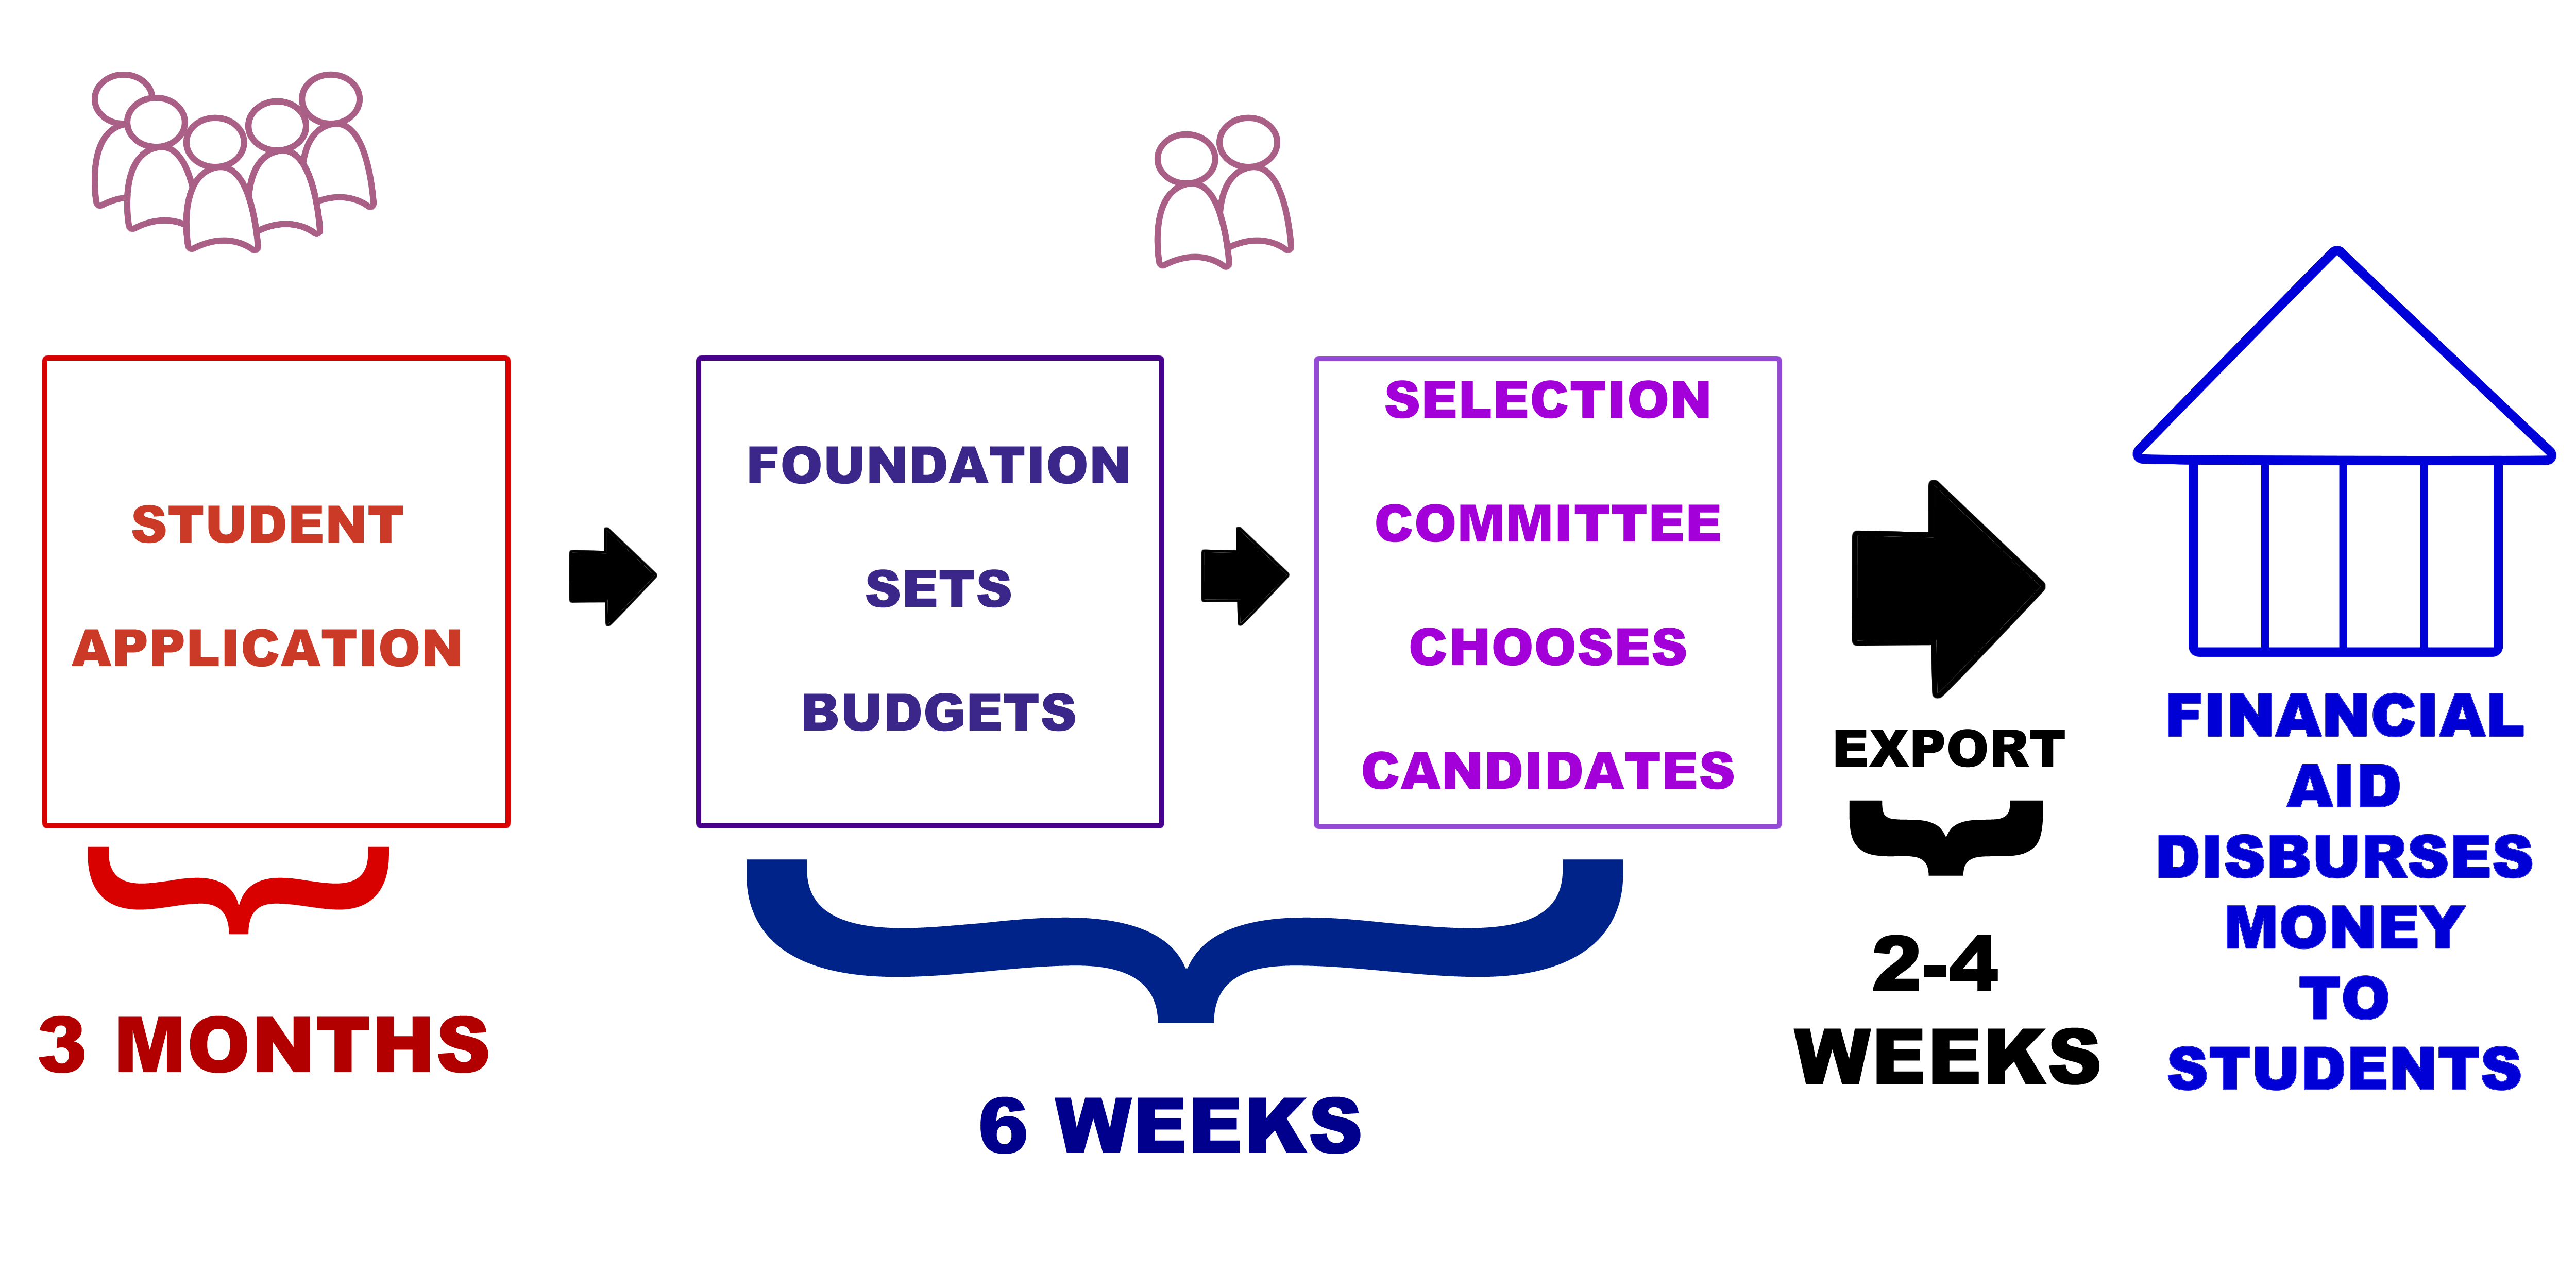 STUDENT
APPLICATION
3 MONTHS
FOUNDATION
SETS
BUDGETS
SELECTION
COMMITTEE
CHOOSES
CANDIDATES
6 WEEKS
EXPORT
2-4
WEEKS
FINANCIAL
AID
DISBURSES
MONEY
TO
STUDENTS